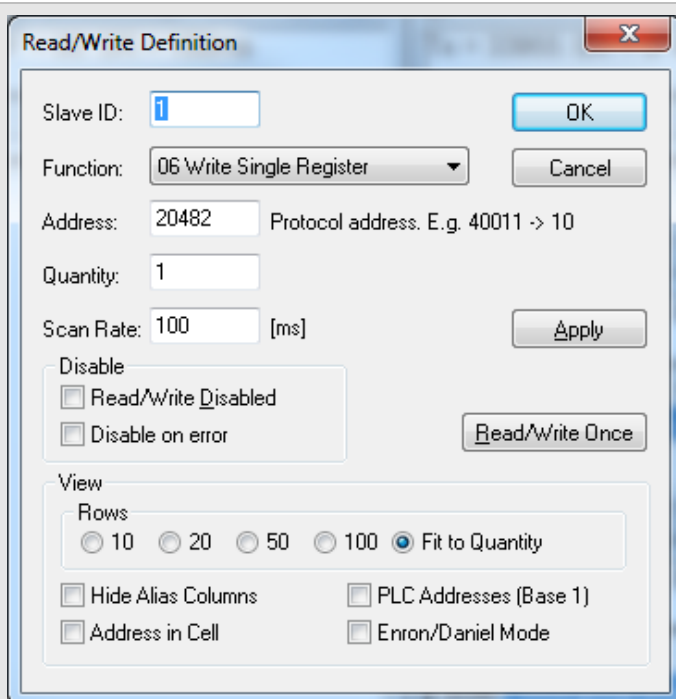 Read/Write Definition
Slave ID: 1
OK
Function: 06 Write Single Register
Cancel
Address: 20482 Protocol address. E.g. 40011 -> 10
Quantity: 1
Scan Rate: 100 [ms]
Apply
Disable
Read/Write Disabled
Disable on error
Read/Write Once
View
Rows
10 20 50 100 Fit to Quantity
Hide Alias Columns PLC Addresses (Base 1)
Address in Cell Enron/Daniel Mode